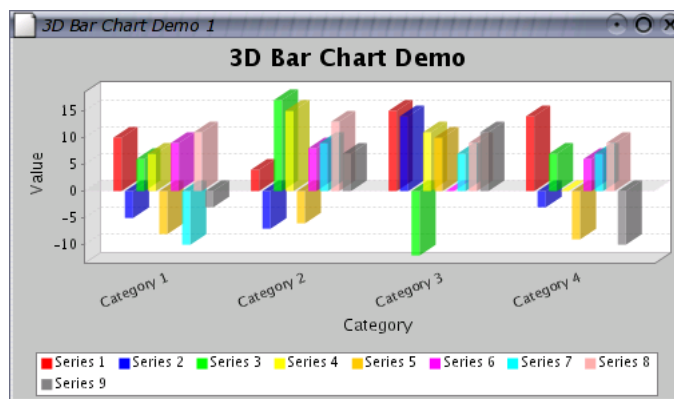 3D Bar Chart Demo 1
3D Bar Chart Demo
15
10
5
0
-5
-10
Value
Category 1
Category 2
Category 3
Category 4
Category
Series 1 Series 2 Series 3 Series 4 Series 5 Series 6 Series 7 Series 8
Series 9